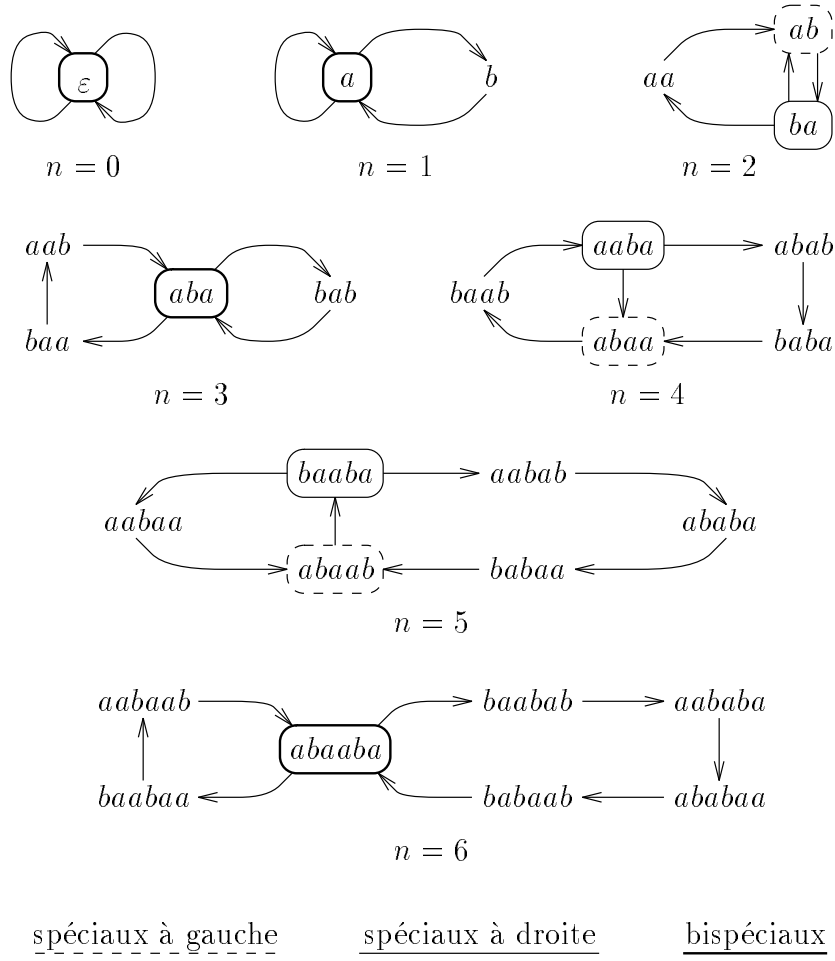 ε
a b
ab
aa
ba
n = 0 n = 1 n = 2
aab
aba bab
baa
n = 3
aaba abab
baab
abaa baba
n = 4
baaba aabab
aabaa ababa
abaab babaa
n = 5
aabaab baabab aababa
abaaba
baabaa babaab ababaa
n = 6
spéciaux à gauche spéciaux à droite bispéciaux